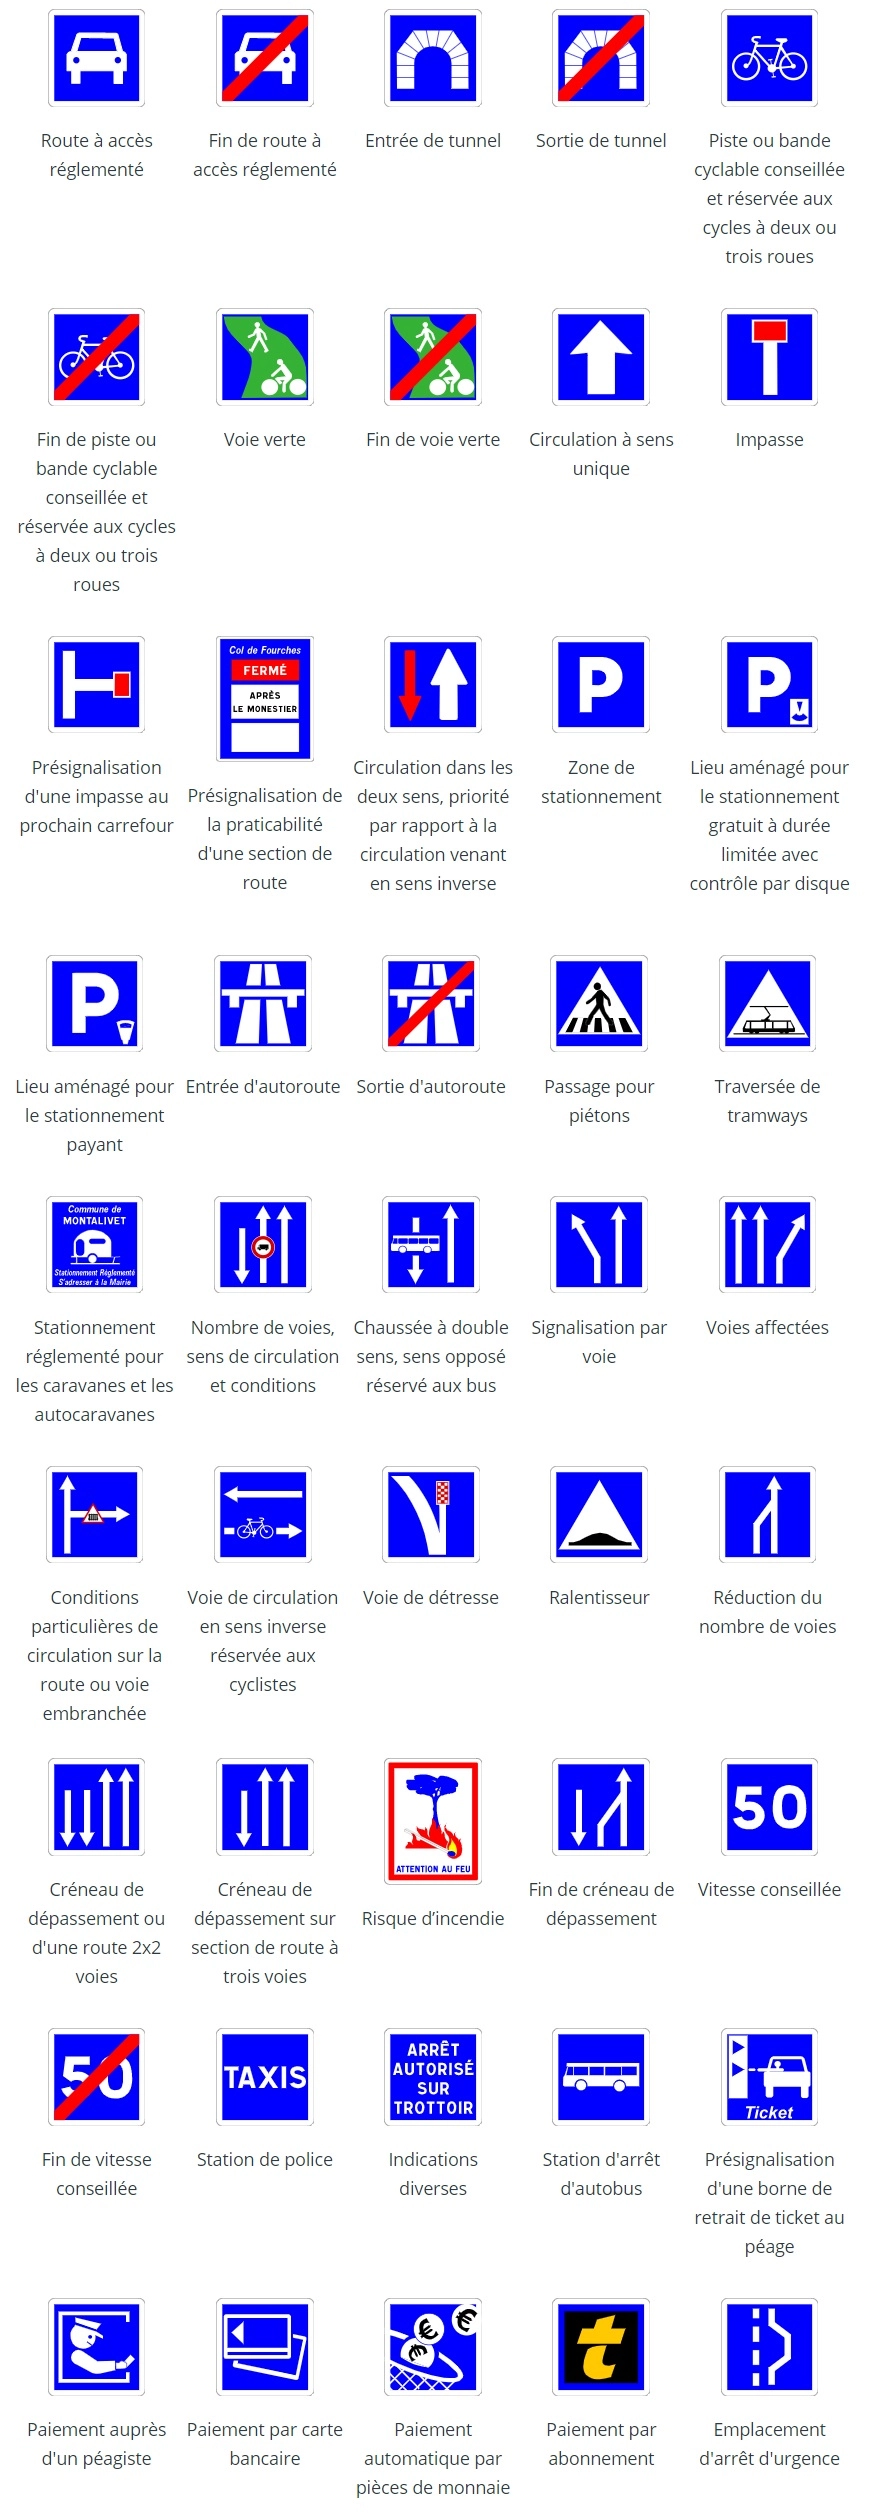 Route à accès
réglementé
Fin de route à
accès réglementé
Entrée de tunnel
Sortie de tunnel
Piste ou bande
cyclable conseillée
et réservée aux
cycles à deux ou
trois roues
Fin de piste ou
bande cyclable
conseillée et
réservée aux cycles
à deux ou trois
roues
Voie verte
Fin de voie verte
Circulation à sens
unique
Impasse
Présignalisation
d'une impasse au
prochain carrefour
Col de Fourches
FERMÉ
APRÈS
LE MONESTIER
Présignalisation de
la praticabilité
d'une section de
route
Circulation dans les
deux sens, priorité
par rapport à la
circulation venant
en sens inverse
P
Zone de
stationnement
P
Lieu aménagé pour
le stationnement
gratuit à durée
limitée avec
contrôle par disque
P
Lieu aménagé pour
le stationnement
payant
Entrée d'autoroute
Sortie d'autoroute
Passage pour
piétons
Traversée de
tramways
Commune de
MONTALIVET
Stationnement Règlementé
S'adresser à la Mairie
Stationnement
réglementé pour
les caravanes et les
autocaravanes
Nombre de voies,
sens de circulation
et conditions
Chaussée à double
sens, sens opposé
réservé aux bus
Signalisation par
voie
Voies affectées
Conditions
particulières de
circulation sur la
route ou voie
embranchée
Voie de circulation
en sens inverse
réservée aux
cyclistes
Voie de détresse
Ralentisseur
Réduction du
nombre de voies
Créneau de
dépassement ou
d'une route 2x2
voies
Créneau de
dépassement sur
section de route à
trois voies
ATTENTION AU FEU
Risque d’incendie
Fin de créneau de
dépassement
50
Vitesse conseillée
50
Fin de vitesse
conseillée
TAXIS
Station de police
ARRÊT
AUTORISÉ
SUR
TROTTOIR
Indications
diverses
Station d'arrêt
d'autobus
Ticket
Présignalisation
d'une borne de
retrait de ticket au
péage
Paiement auprès
d'un péagiste
Paiement par carte
bancaire
€ € €
Paiement
automatique par
pièces de monnaie
t
Paiement par
abonnement
Emplacement
d'arrêt d'urgence